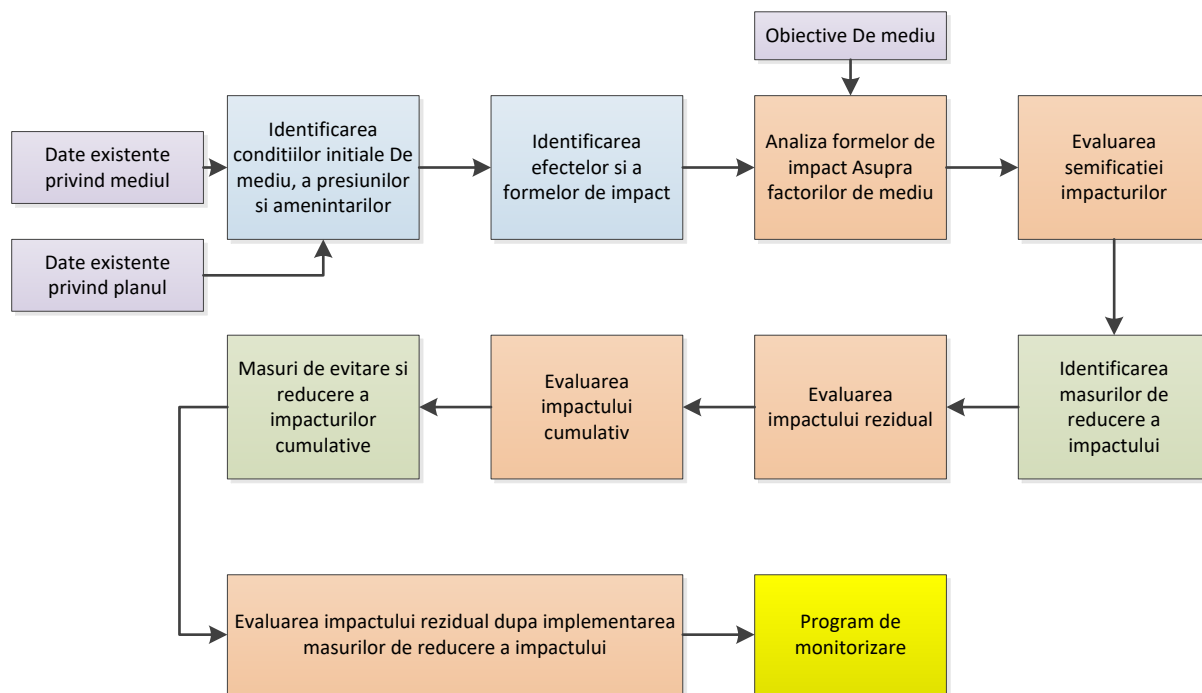 Obiective De mediu
Date existente
privind mediul
Identificarea
conditiilor initiale De
mediu, a presiunilor
si amenintarilor
Identificarea
efectelor si a
formelor de impact
Analiza formelor de
impact Asupra
factorilor de mediu
Evaluarea
semificatiei
impacturilor
Date existente
privind planul
Masuri de evitare si
reducere a
impacturilor
cumulative
Evaluarea
impactului
cumulativ
Evaluarea
impactului rezidual
Identificarea
masurilor de
reducere a
impactului
Evaluarea impactului rezidual dupa implementarea
masurilor de reducere a impactului
Program de
monitorizare